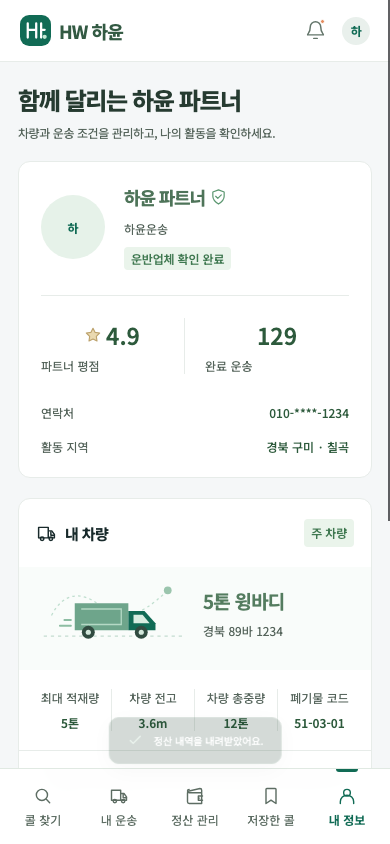 HW 하윤
하
함께 달리는 하윤 파트너
차량과 운송 조건을 관리하고, 나의 활동을 확인하세요.
하
하윤 파트너
하윤운송
운반업체 확인 완료
4.9
129
파트너 평점
완료 운송
연락처
010-****-1234
활동 지역
경북 구미 · 칠곡
내 차량
주 차량
5톤 윙바디
경북 89바 1234
최대 적재량
차량 전고
차량 총중량
폐기물 코드
5톤
3.6m
12톤
51-03-01
정산 내역을 내려받았어요.
콜 찾기
내 운송
정산 관리
저장한 콜
내 정보